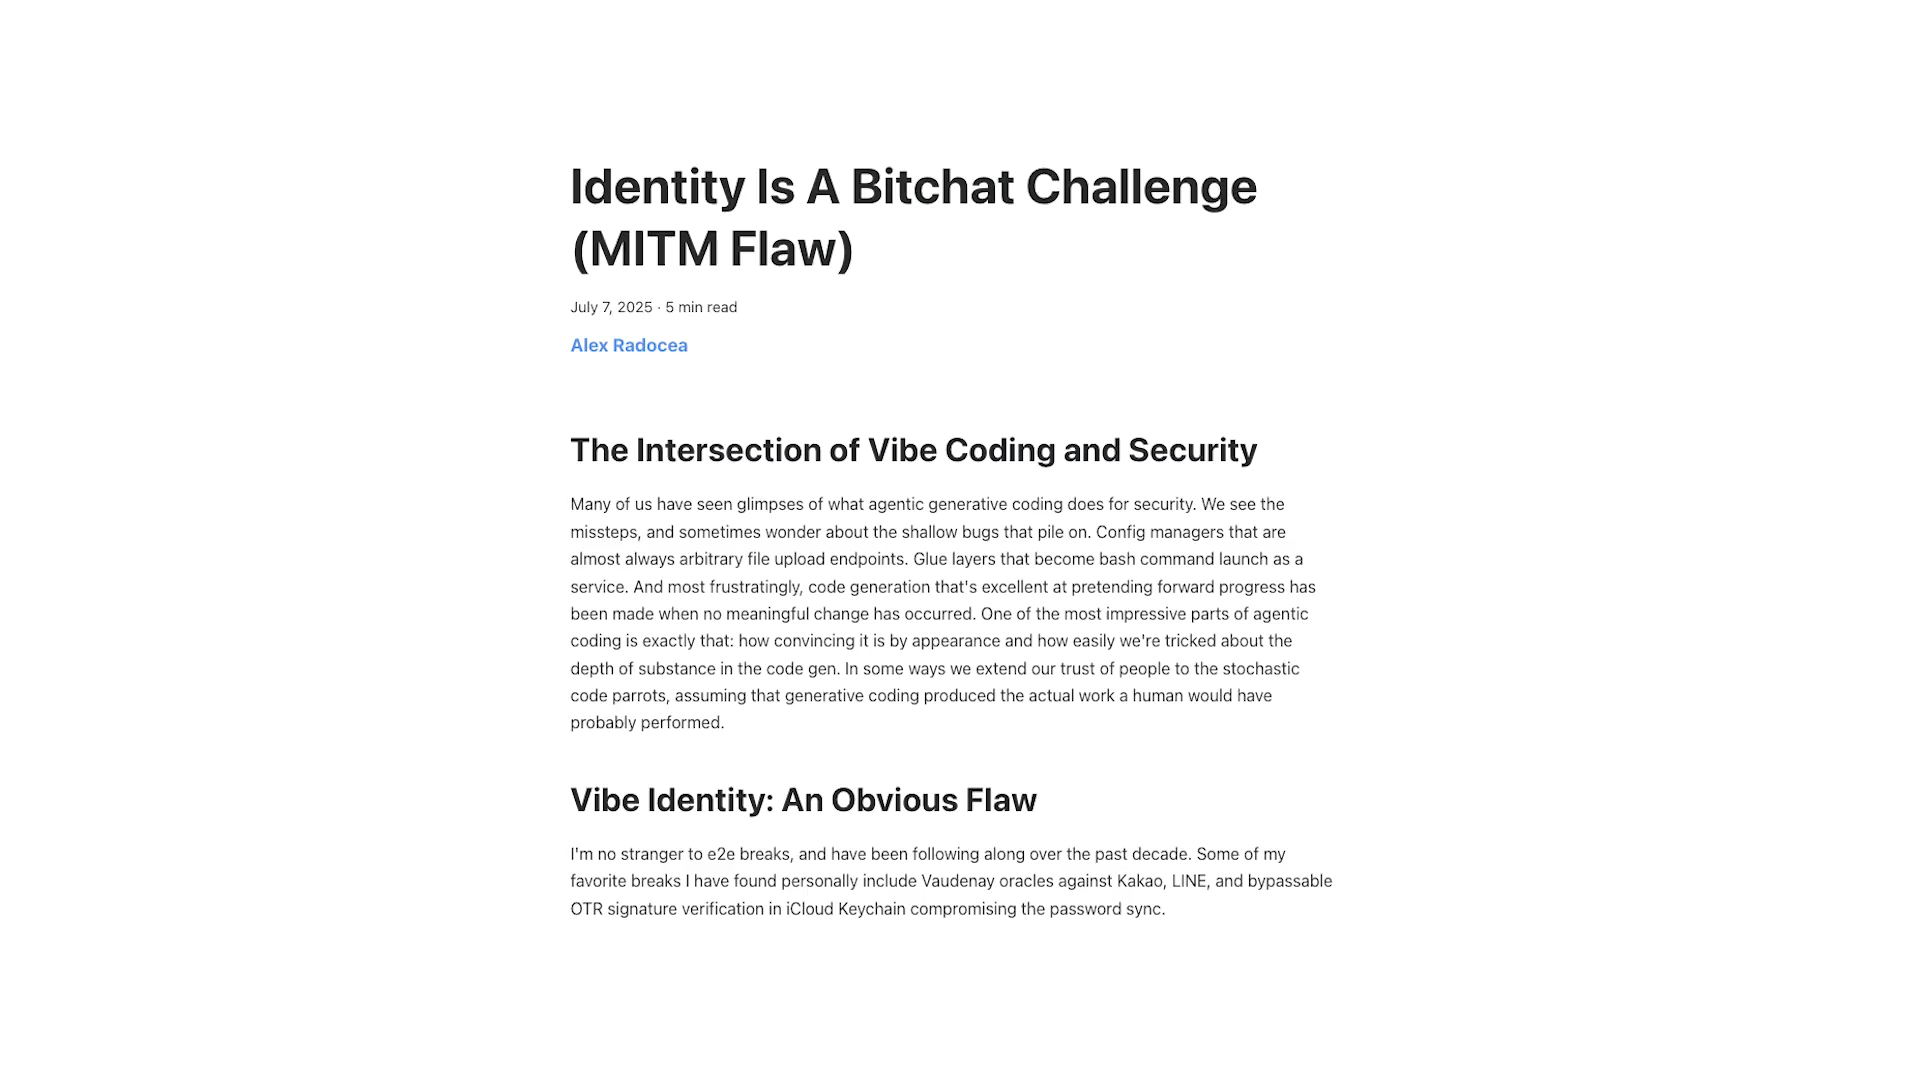 Identity Is A Bitchat Challenge
(MITM Flaw)
July 7, 2025 · 5 min read
Alex Radocea
The Intersection of Vibe Coding and Security
Many of us have seen glimpses of what agentic generative coding does for security. We see the
missteps, and sometimes wonder about the shallow bugs that pile on. Config managers that are
almost always arbitrary file upload endpoints. Glue layers that become bash command launch as a
service. And most frustratingly, code generation that's excellent at pretending forward progress has
been made when no meaningful change has occurred. One of the most impressive parts of agentic
coding is exactly that: how convincing it is by appearance and how easily we're tricked about the
depth of substance in the code gen. In some ways we extend our trust of people to the stochastic
code parrots, assuming that generative coding produced the actual work a human would have
probably performed.
Vibe Identity: An Obvious Flaw
I'm no stranger to e2e breaks, and have been following along over the past decade. Some of my
favorite breaks I have found personally include Vaudenay oracles against Kakao, LINE, and bypassable
OTR signature verification in iCloud Keychain compromising the password sync.